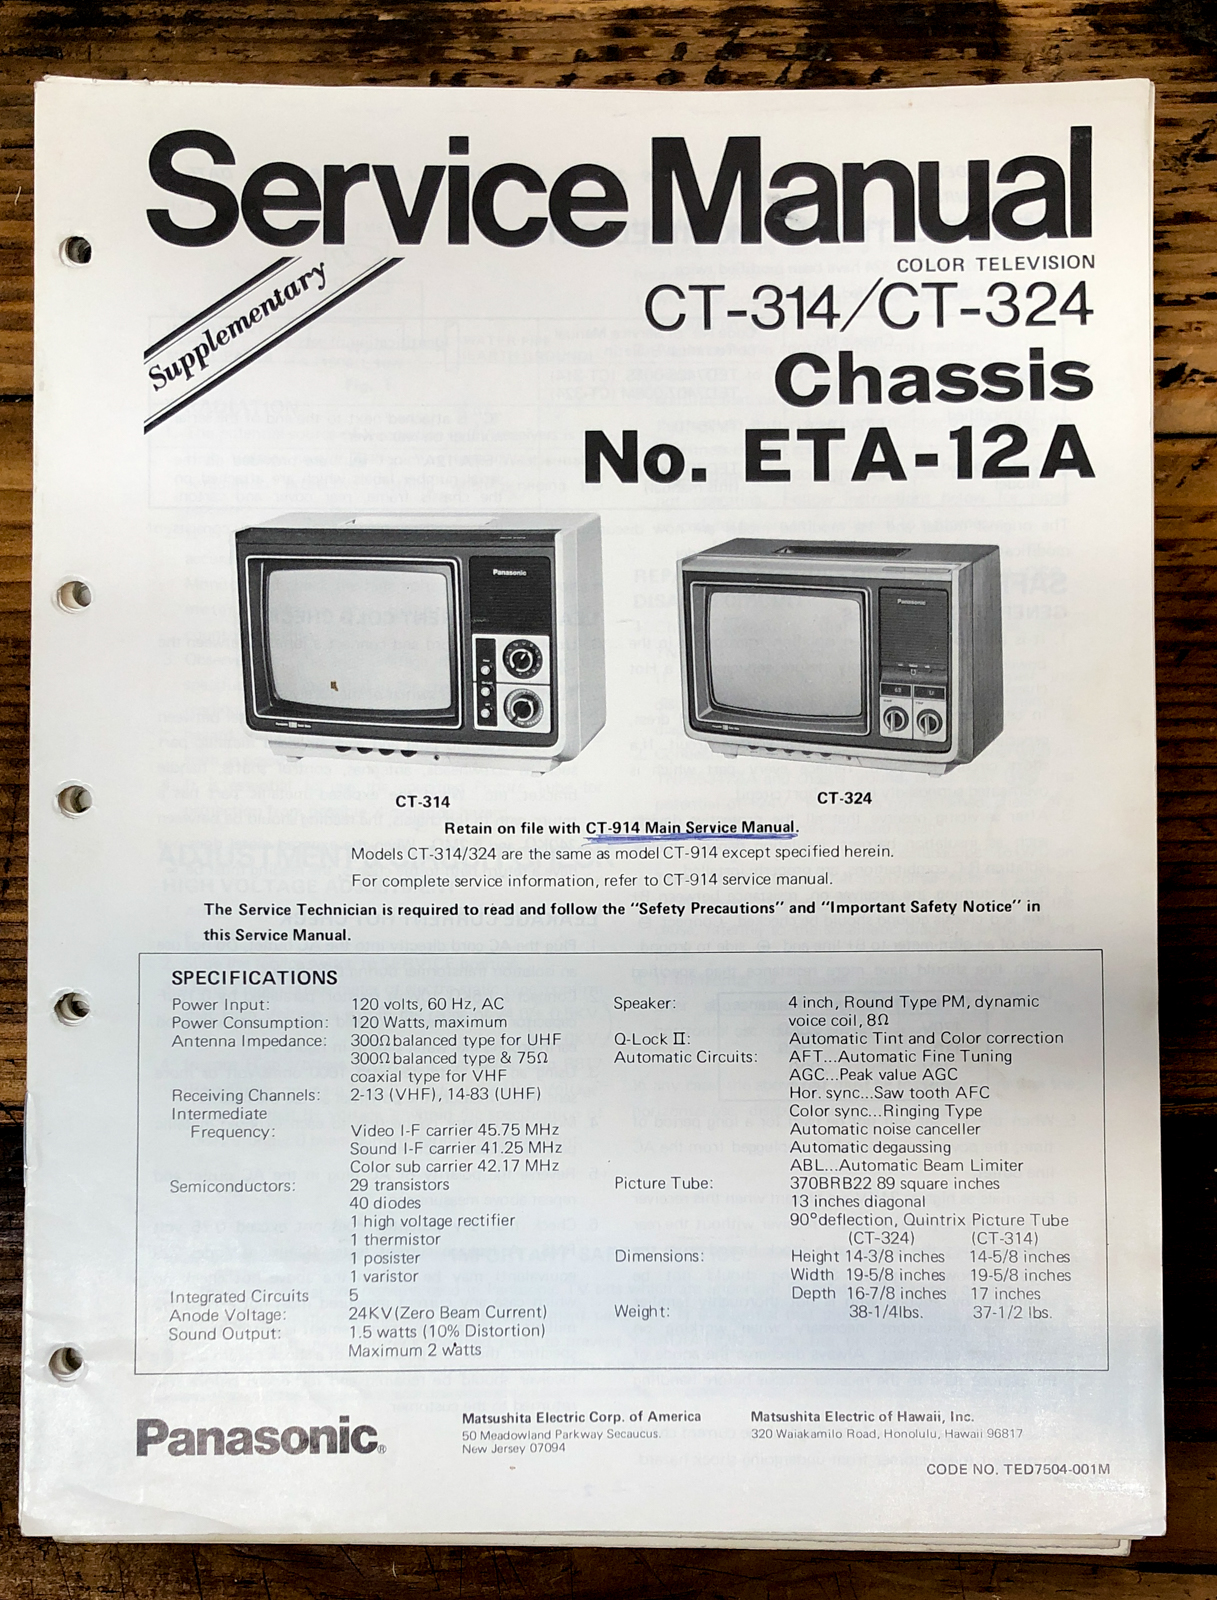 Service Manual
Supplementary
COLOR TELEVISION
CT-314/CT-324
Chassis
No. ETA-12A
Panasonic
Panasonic
CT-314
CT-324
Retain on file with CT-914 Main Service Manual.
Models CT-314/324 are the same as model CT-914 except specified herein.
For complete service information, refer to CT-914 service manual.
The Service Technician is required to read and follow the "Sefety Precautions" and "Important Safety Notice" in
this Service Manual.
SPECIFICATIONS
Power Input: 120 volts, 60 Hz, AC
Power Consumption: 120 Watts, maximum
Antenna Impedance: 300Ω balanced type for UHF
300Ω balanced type & 75Ω
coaxial type for VHF
Receiving Channels: 2-13 (VHF), 14-83 (UHF)
Intermediate
Frequency: Video I-F carrier 45.75 MHz
Sound I-F carrier 41.25 MHz
Color sub carrier 42.17 MHz
Semiconductors: 29 transistors
40 diodes
1 high voltage rectifier
1 thermistor
1 posister
1 varistor
Integrated Circuits 5
Anode Voltage: 24KV(Zero Beam Current)
Sound Output: 1.5 watts (10% Distortion)
Maximum 2 watts
Speaker: 4 inch, Round Type PM, dynamic
voice coil, 8Ω
Q-Lock II: Automatic Tint and Color correction
Automatic Circuits: AFT...Automatic Fine Tuning
AGC...Peak value AGC
Hor. sync...Saw tooth AFC
Color sync...Ringing Type
Automatic noise canceller
Automatic degaussing
ABL...Automatic Beam Limiter
Picture Tube: 370BRB22 89 square inches
13 inches diagonal
90°deflection, Quintrix Picture Tube
(CT-324) (CT-314)
Dimensions: Height 14-3/8 inches 14-5/8 inches
Width 19-5/8 inches 19-5/8 inches
Depth 16-7/8 inches 17 inches
Weight: 38-1/4lbs. 37-1/2 lbs.
Panasonic®
Matsushita Electric Corp. of America
50 Meadowland Parkway Secaucus.
New Jersey 07094
Matsushita Electric of Hawaii, Inc.
320 Waiakamilo Road, Honolulu, Hawaii 96817
CODE NO. TED7504-001M